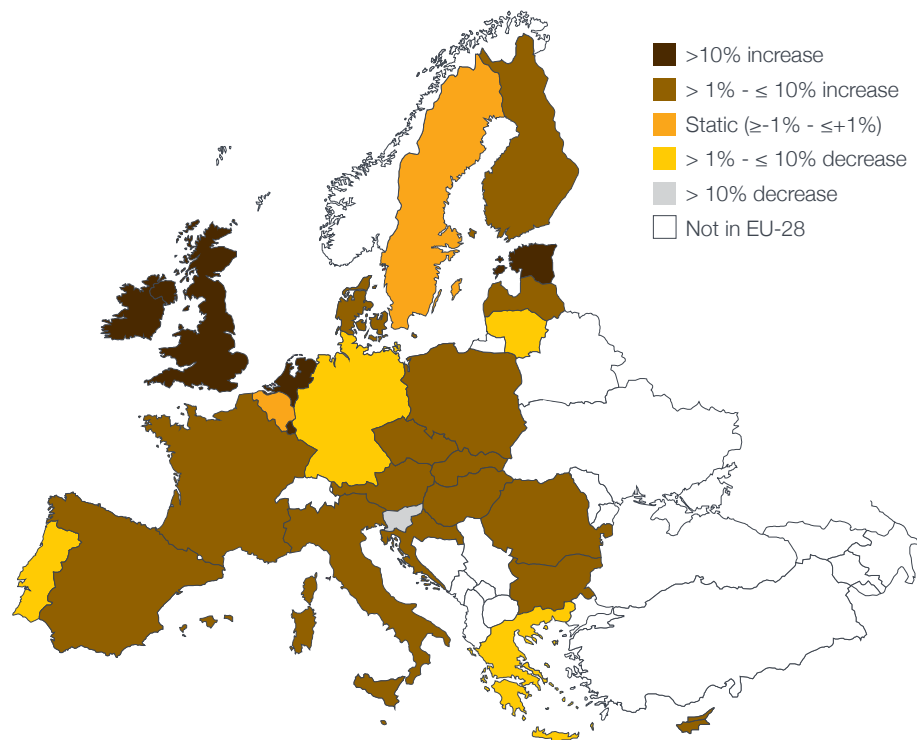 >10% increase
> 1% - ≤ 10% increase
Static (≥-1% - ≤+1%)
> 1% - ≤ 10% decrease
> 10% decrease
Not in EU-28